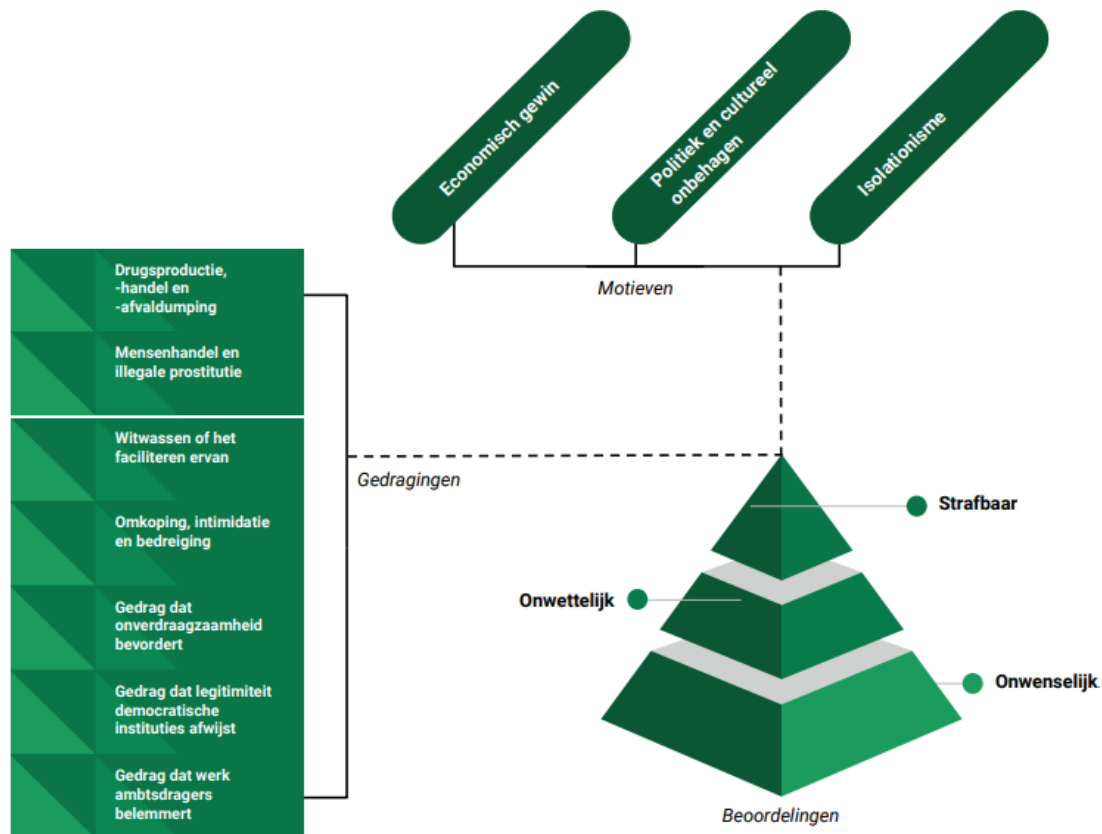 Economisch gewin
Politiek en cultureel
onbehagen
Isolationisme
Motieven
Drugsproductie,
-handel en
-afvaldumping
Mensenhandel en
illegale prostitutie
Witwassen of het
faciliteren ervan
Omkoping, intimidatie
en bedreiging
Gedrag dat
onverdraagzaamheid
bevordert
Gedrag dat legitimiteit
democratische
instituties afwijst
Gedrag dat werk
ambtsdragers
belemmert
Gedragingen
Strafbaar
Onwettelijk
Onwenselijk
Beoordelingen